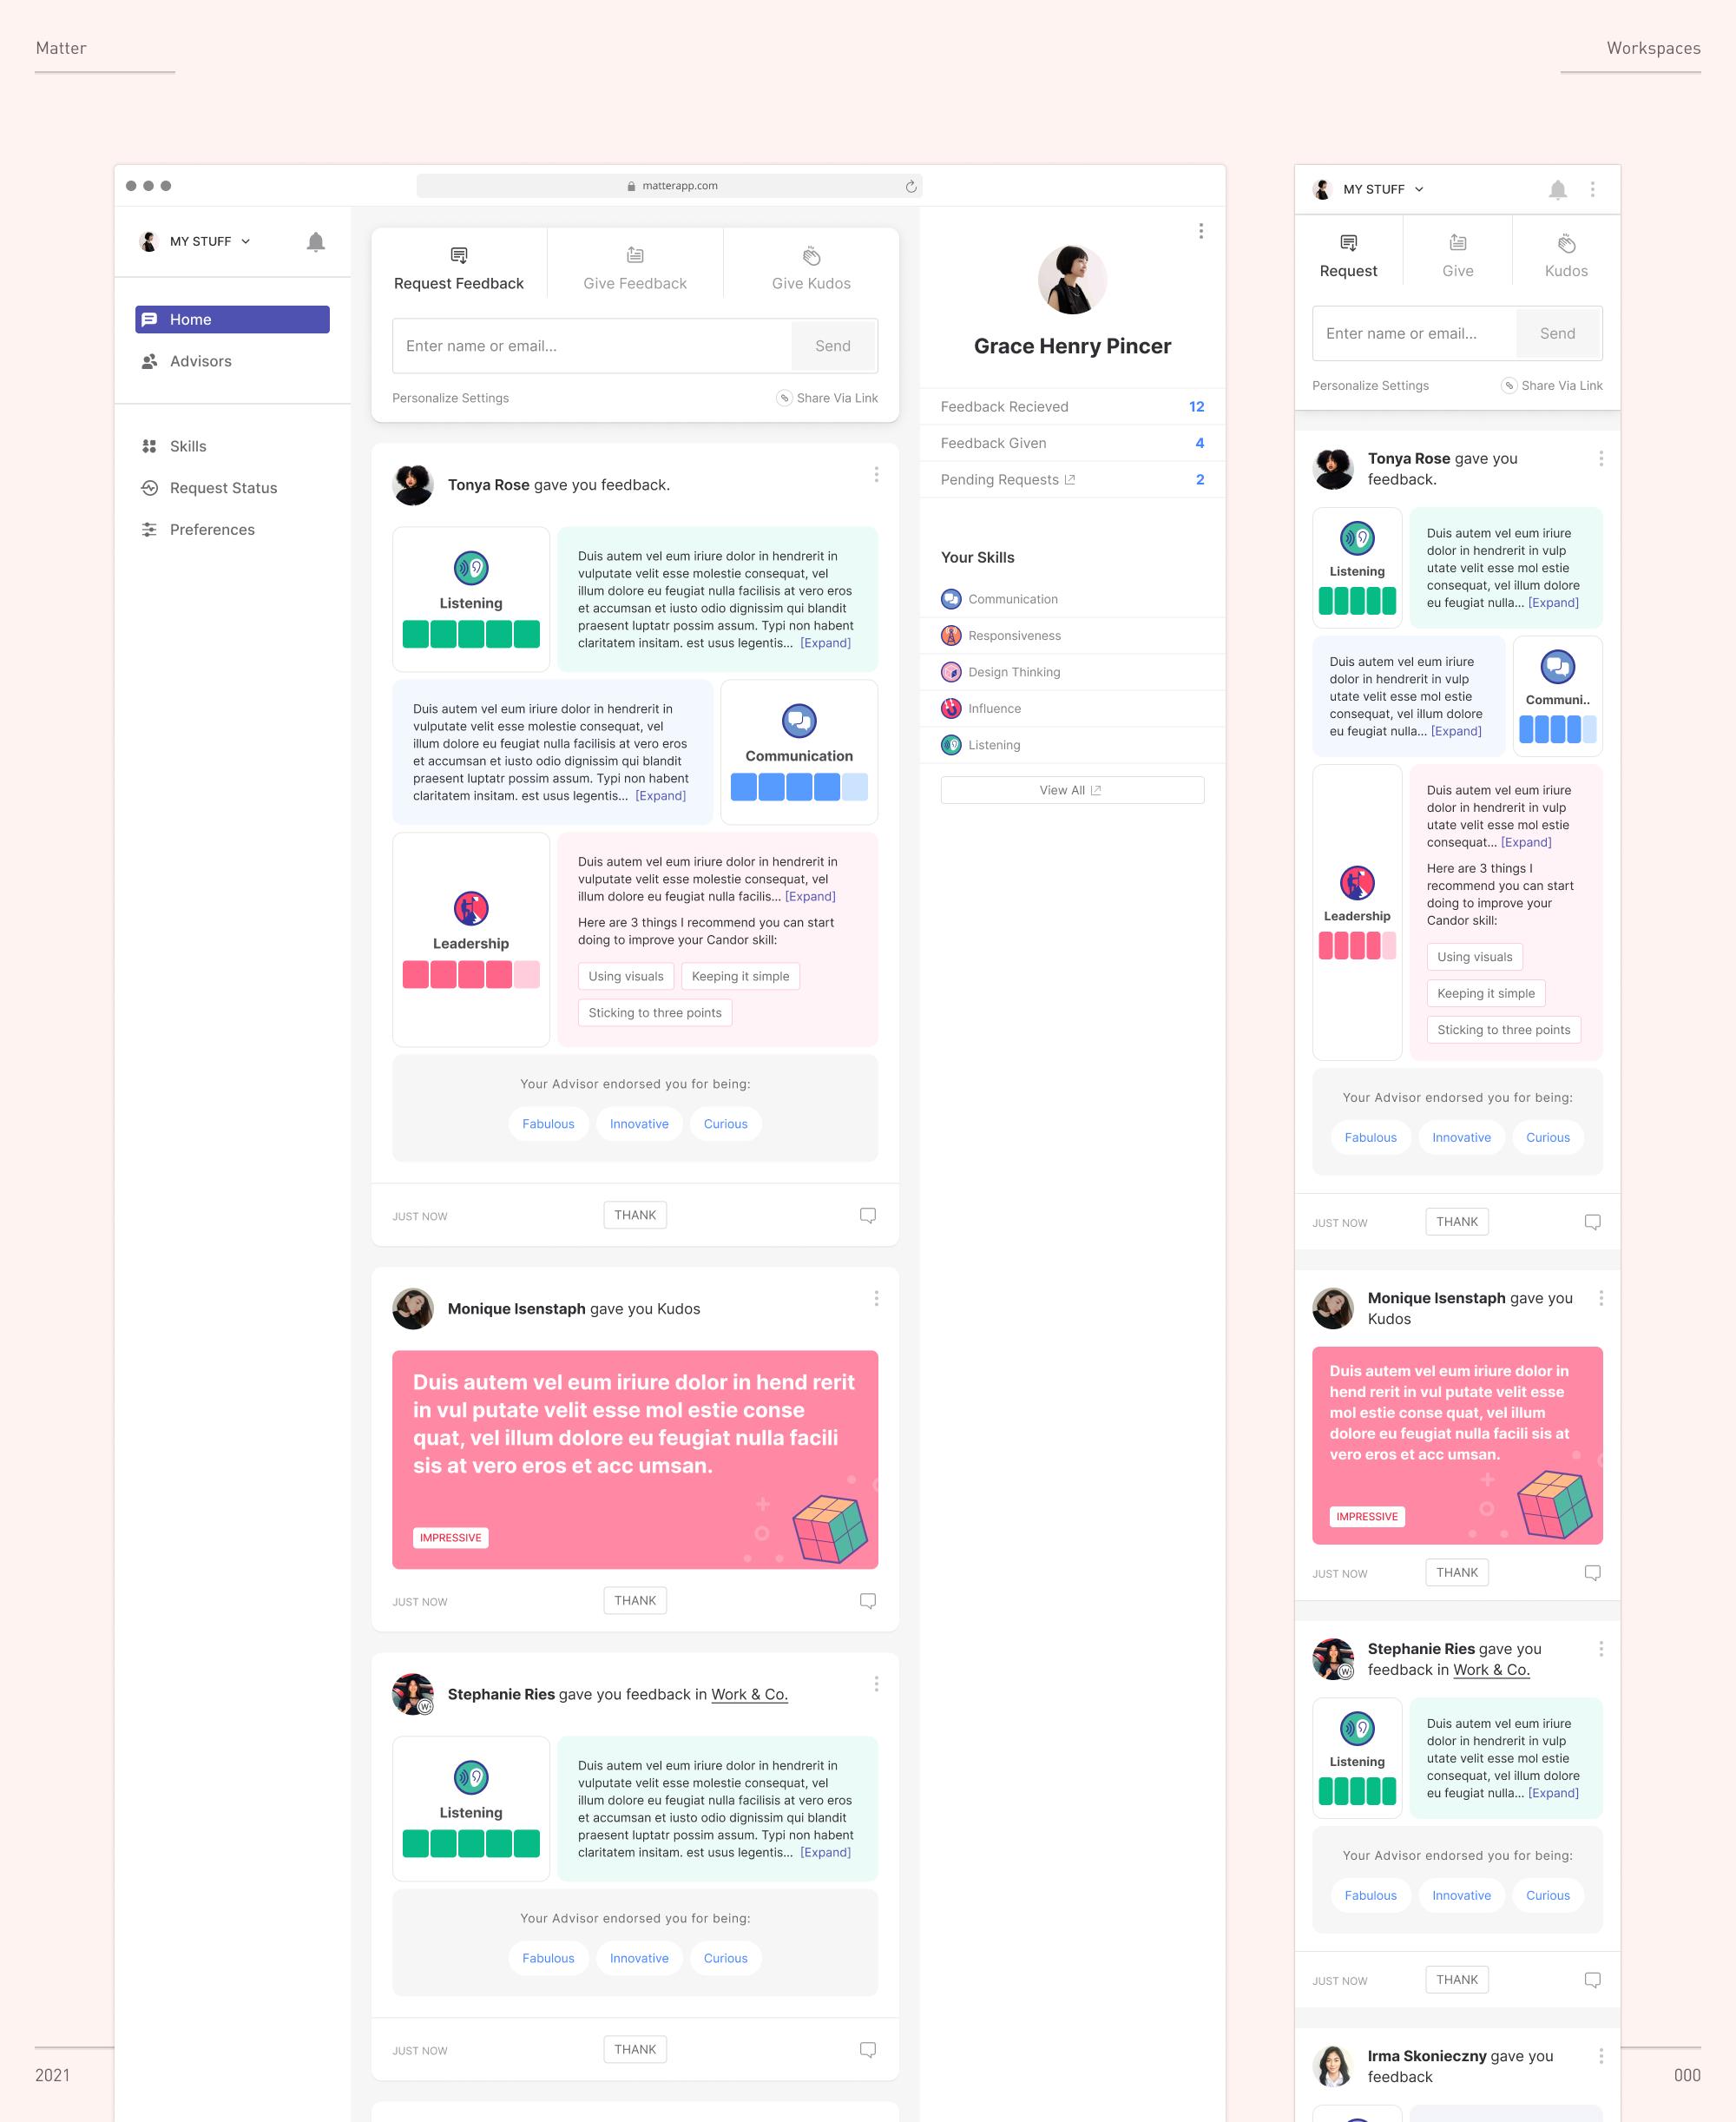 Matter
Workspaces
matterapp.com
MY STUFF
Home
Advisors
Skills
Request Status
Preferences
Request Feedback
Give Feedback
Give Kudos
Enter name or email...
Send
Personalize Settings
Share Via Link
Tonya Rose gave you feedback.
Listening
Duis autem vel eum iriure dolor in hendrerit in
vulputate velit esse molestie consequat, vel
illum dolore eu feugiat nulla facilisis at vero eros
et accumsan et iusto odio dignissim qui blandit
praesent luptatr possim assum. Typi non habent
claritatem insitam. est usus legentis... [Expand]
Duis autem vel eum iriure dolor in hendrerit in
vulputate velit esse molestie consequat, vel
illum dolore eu feugiat nulla facilisis at vero eros
et accumsan et iusto odio dignissim qui blandit
praesent luptatr possim assum. Typi non habent
claritatem insitam. est usus legentis... [Expand]
Communication
Leadership
Duis autem vel eum iriure dolor in hendrerit in
vulputate velit esse molestie consequat, vel
illum dolore eu feugiat nulla facilis... [Expand]
Here are 3 things I recommend you can start
doing to improve your Candor skill:
Using visuals
Keeping it simple
Sticking to three points
Your Advisor endorsed you for being:
Fabulous
Innovative
Curious
JUST NOW
THANK
Monique Isenstaph gave you Kudos
Duis autem vel eum iriure dolor in hend rerit
in vul putate velit esse mol estie conse
quat, vel illum dolore eu feugiat nulla facili
sis at vero eros et acc umsan.
IMPRESSIVE
JUST NOW
THANK
Stephanie Ries gave you feedback in Work & Co.
W
Listening
Duis autem vel eum iriure dolor in hendrerit in
vulputate velit esse molestie consequat, vel
illum dolore eu feugiat nulla facilisis at vero eros
et accumsan et iusto odio dignissim qui blandit
praesent luptatr possim assum. Typi non habent
claritatem insitam. est usus legentis... [Expand]
Your Advisor endorsed you for being:
Fabulous
Innovative
Curious
JUST NOW
THANK
Grace Henry Pincer
Feedback Recieved 12
Feedback Given 4
Pending Requests 2
Your Skills
Communication
Responsiveness
Design Thinking
Influence
Listening
View All
MY STUFF
Request
Give
Kudos
Enter name or email...
Send
Personalize Settings
Share Via Link
Tonya Rose gave you
feedback.
Listening
Duis autem vel eum iriure
dolor in hendrerit in vulp
utate velit esse mol estie
consequat, vel illum dolore
eu feugiat nulla... [Expand]
Duis autem vel eum iriure
dolor in hendrerit in vulp
utate velit esse mol estie
consequat, vel illum dolore
eu feugiat nulla... [Expand]
Communi..
Leadership
Duis autem vel eum iriure
dolor in hendrerit in vulp
utate velit esse mol estie
consequat... [Expand]
Here are 3 things I
recommend you can start
doing to improve your
Candor skill:
Using visuals
Keeping it simple
Sticking to three points
Your Advisor endorsed you for being:
Fabulous
Innovative
Curious
JUST NOW
THANK
Monique Isenstaph gave you
Kudos
Duis autem vel eum iriure dolor in
hend rerit in vul putate velit esse
mol estie conse quat, vel illum
dolore eu feugiat nulla facili sis at
vero eros et acc umsan.
IMPRESSIVE
JUST NOW
THANK
Stephanie Ries gave you
feedback in Work & Co.
W
Listening
Duis autem vel eum iriure
dolor in hendrerit in vulp
utate velit esse mol estie
consequat, vel illum dolore
eu feugiat nulla... [Expand]
Your Advisor endorsed you for being:
Fabulous
Innovative
Curious
JUST NOW
THANK
Irma Skonieczny gave you
feedback
2021
000